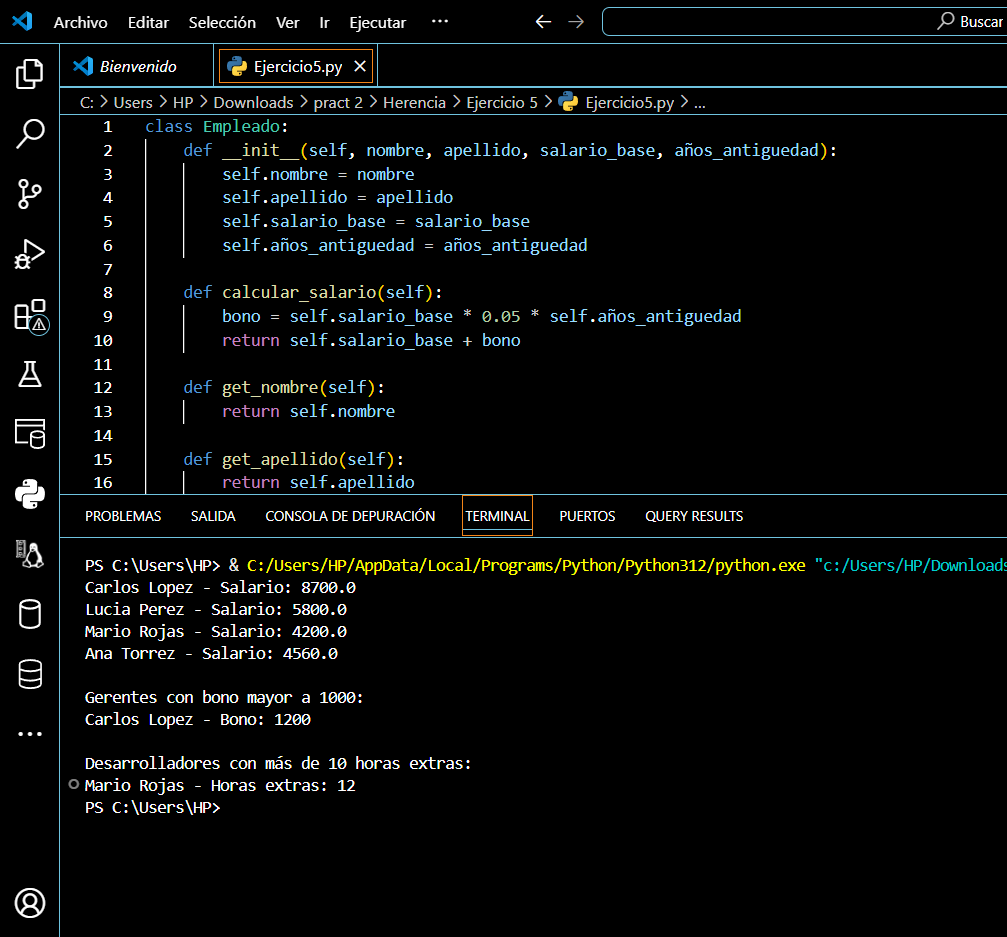 Archivo Editar Selección Ver Ir Ejecutar ··· Buscar
Bienvenido Ejercicio5.py
C: > Users > HP > Downloads > pract 2 > Herencia > Ejercicio 5 > Ejercicio5.py > ...
1 class Empleado:
2 def __init__(self, nombre, apellido, salario_base, años_antiguedad):
3 self.nombre = nombre
4 self.apellido = apellido
5 self.salario_base = salario_base
6 self.años_antiguedad = años_antiguedad
7
8 def calcular_salario(self):
9 bono = self.salario_base * 0.05 * self.años_antiguedad
10 return self.salario_base + bono
11
12 def get_nombre(self):
13 return self.nombre
14
15 def get_apellido(self):
16 return self.apellido
PROBLEMAS SALIDA CONSOLA DE DEPURACIÓN TERMINAL PUERTOS QUERY RESULTS
PS C:\Users\HP> & C:/Users/HP/AppData/Local/Programs/Python/Python312/python.exe "c:/Users/HP/Downloads
Carlos Lopez - Salario: 8700.0
Lucia Perez - Salario: 5800.0
Mario Rojas - Salario: 4200.0
Ana Torrez - Salario: 4560.0
Gerentes con bono mayor a 1000:
Carlos Lopez - Bono: 1200
Desarrolladores con más de 10 horas extras:
Mario Rojas - Horas extras: 12
PS C:\Users\HP>